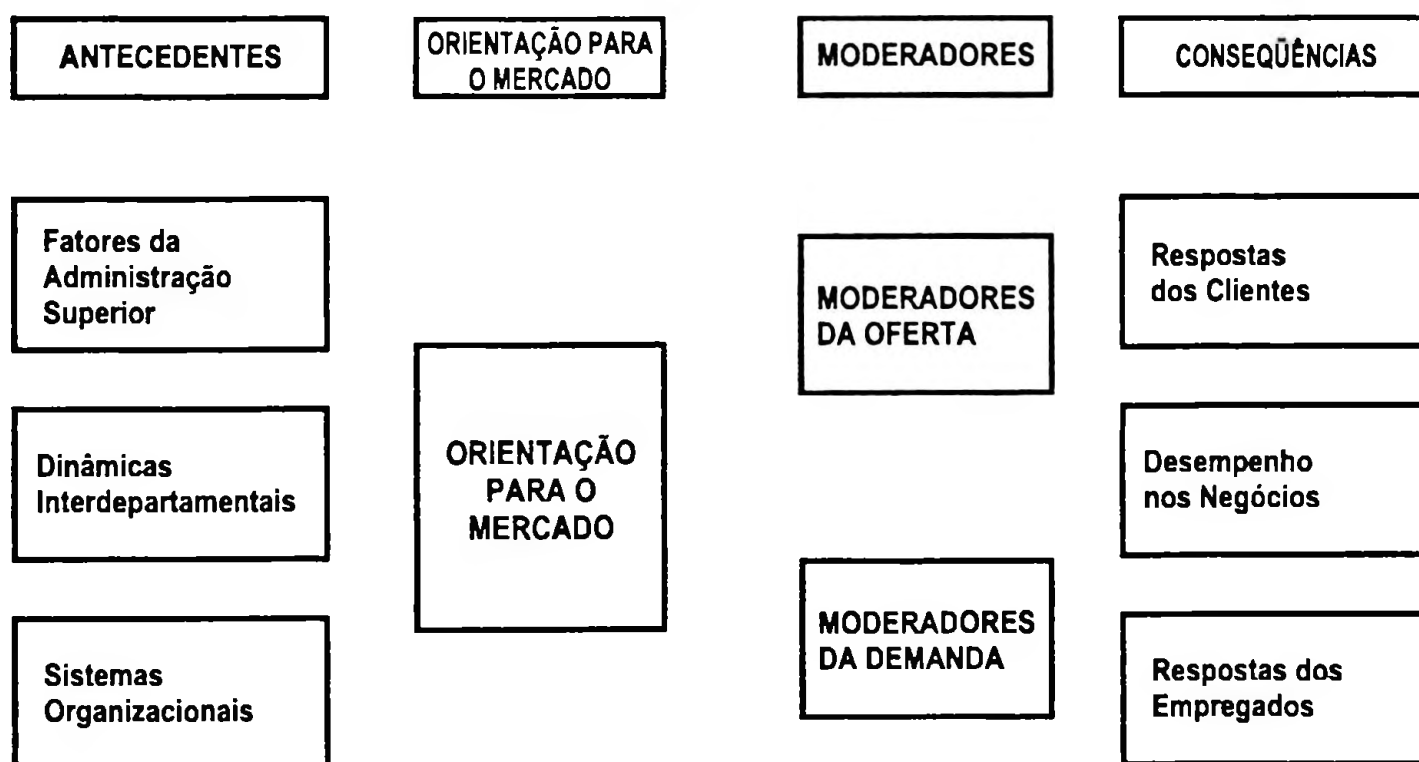 ANTECEDENTES
ORIENTAÇÃO PARA
O MERCADO
MODERADORES
CONSEQÜÊNCIAS
Fatores da
Administração
Superior
Dinâmicas
Interdepartamentais
Sistemas
Organizacionais
ORIENTAÇÃO
PARA O
MERCADO
MODERADORES
DA OFERTA
MODERADORES
DA DEMANDA
Respostas
dos Clientes
Desempenho
nos Negócios
Respostas dos
Empregados